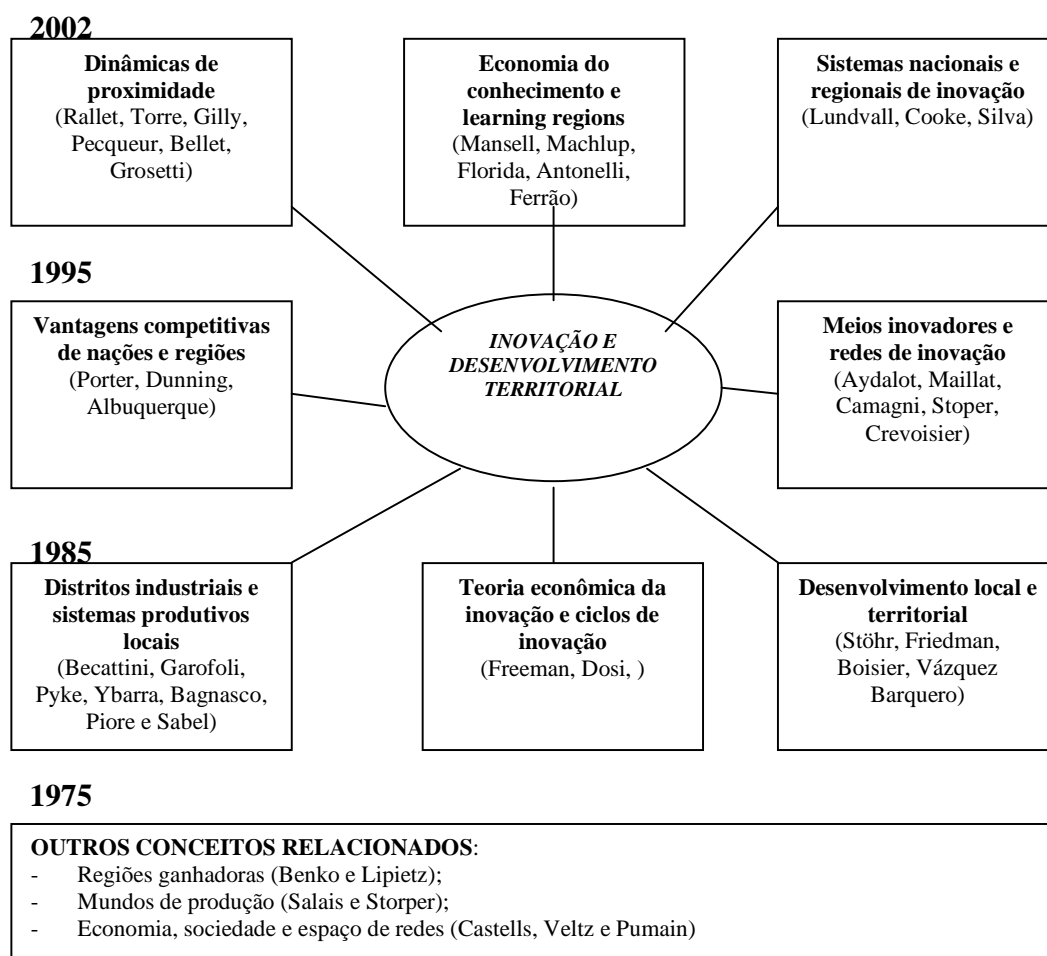 2002
Dinâmicas de
proximidade
(Rallet, Torre, Gilly,
Pecqueur, Bellet,
Grosetti)
Economia do
conhecimento e
learning regions
(Mansell, Machlup,
Florida, Antonelli,
Ferrão)
Sistemas nacionais e
regionais de inovação
(Lundvall, Cooke, Silva)
1995
Vantagens competitivas
de nações e regiões
(Porter, Dunning,
Albuquerque)
INOVAÇÃO E
DESENVOLVIMENTO
TERRITORIAL
Meios inovadores e
redes de inovação
(Aydalot, Maillat,
Camagni, Stoper,
Crevoisier)
1985
Distritos industriais e
sistemas produtivos
locais
(Becattini, Garofoli,
Pyke, Ybarra, Bagnasco,
Piore e Sabel)
Teoria econômica da
inovação e ciclos de
inovação
(Freeman, Dosi, )
Desenvolvimento local e
territorial
(Stöhr, Friedman,
Boisier, Vázquez
Barquero)
1975
OUTROS CONCEITOS RELACIONADOS:
- Regiões ganhadoras (Benko e Lipietz);
- Mundos de produção (Salais e Storper);
- Economia, sociedade e espaço de redes (Castells, Veltz e Pumain)